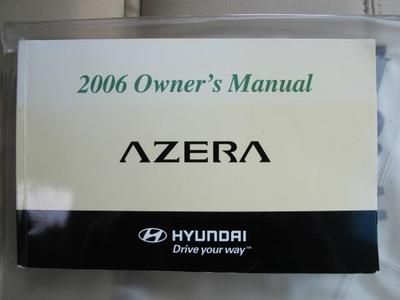 2006 Owner's Manual
AZERA
HYUNDAI
Drive your way™